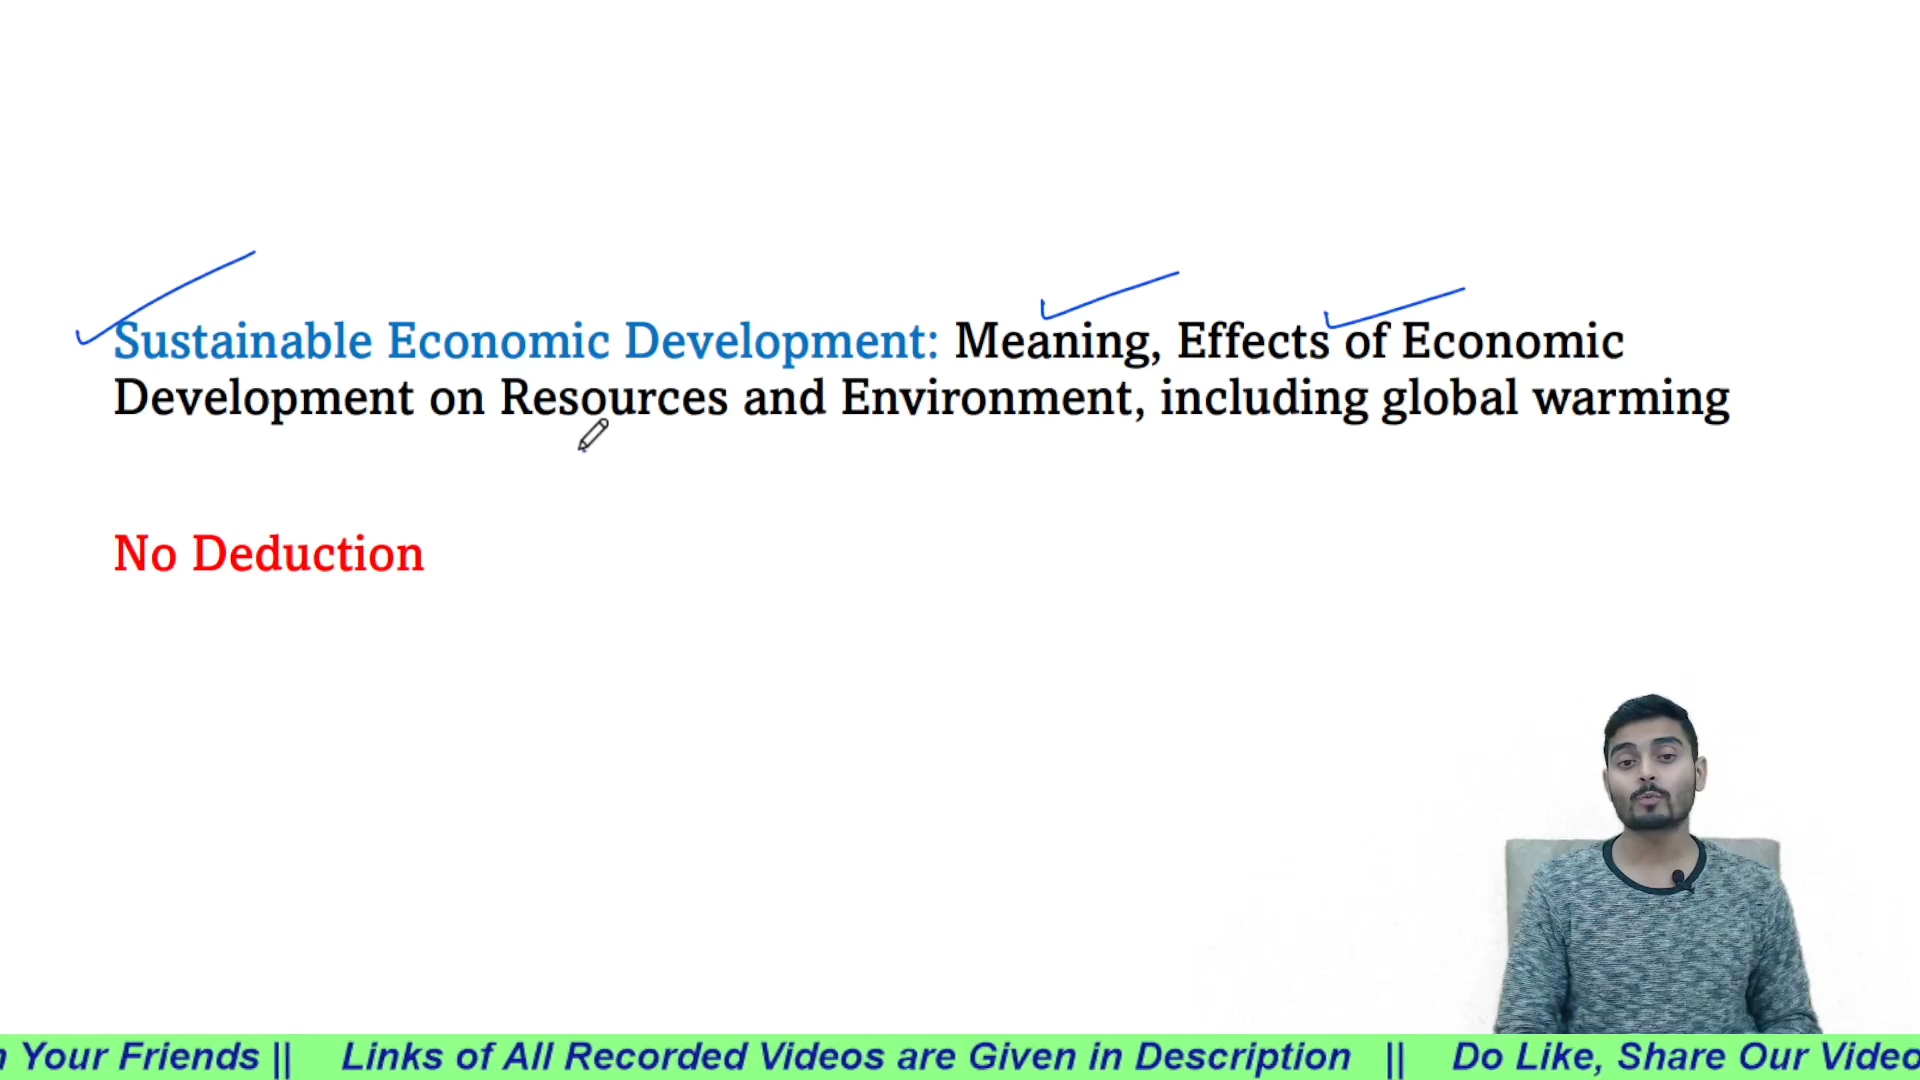 Sustainable Economic Development: Meaning, Effects of Economic
Development on Resources and Environment, including global warming
No Deduction
Your Friends || Links of All Recorded Videos are Given in Description || Do Like, Share Our